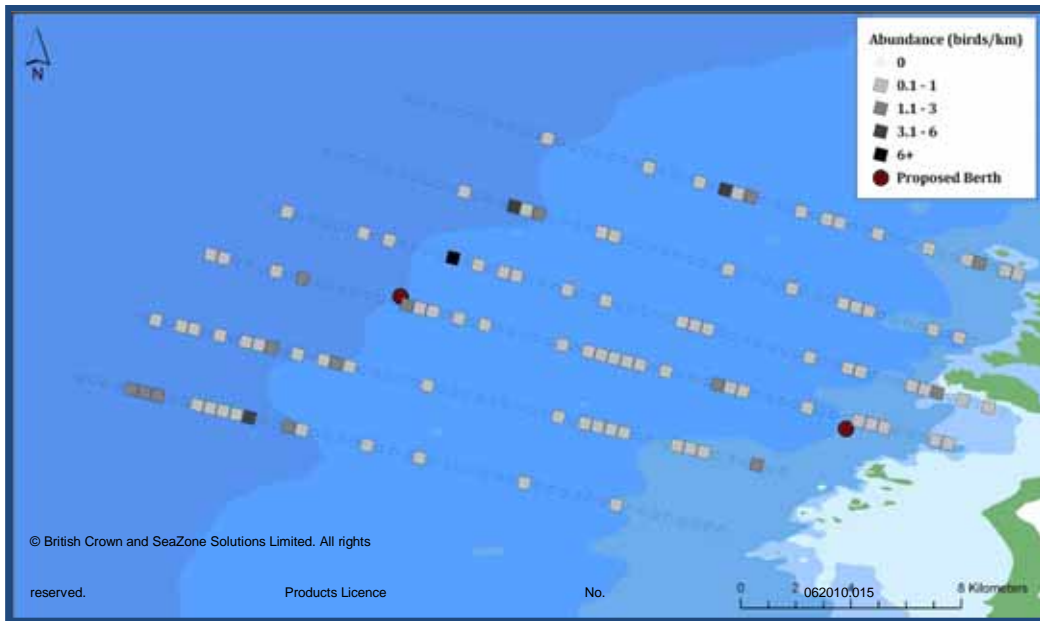 N
Abundance (birds/km)
0
0.1 - 1
1.1 - 3
3.1 - 6
6+
Proposed Berth
© British Crown and SeaZone Solutions Limited. All rights
reserved. Products Licence No. 062010.015
0 2 4 8 Kilometers